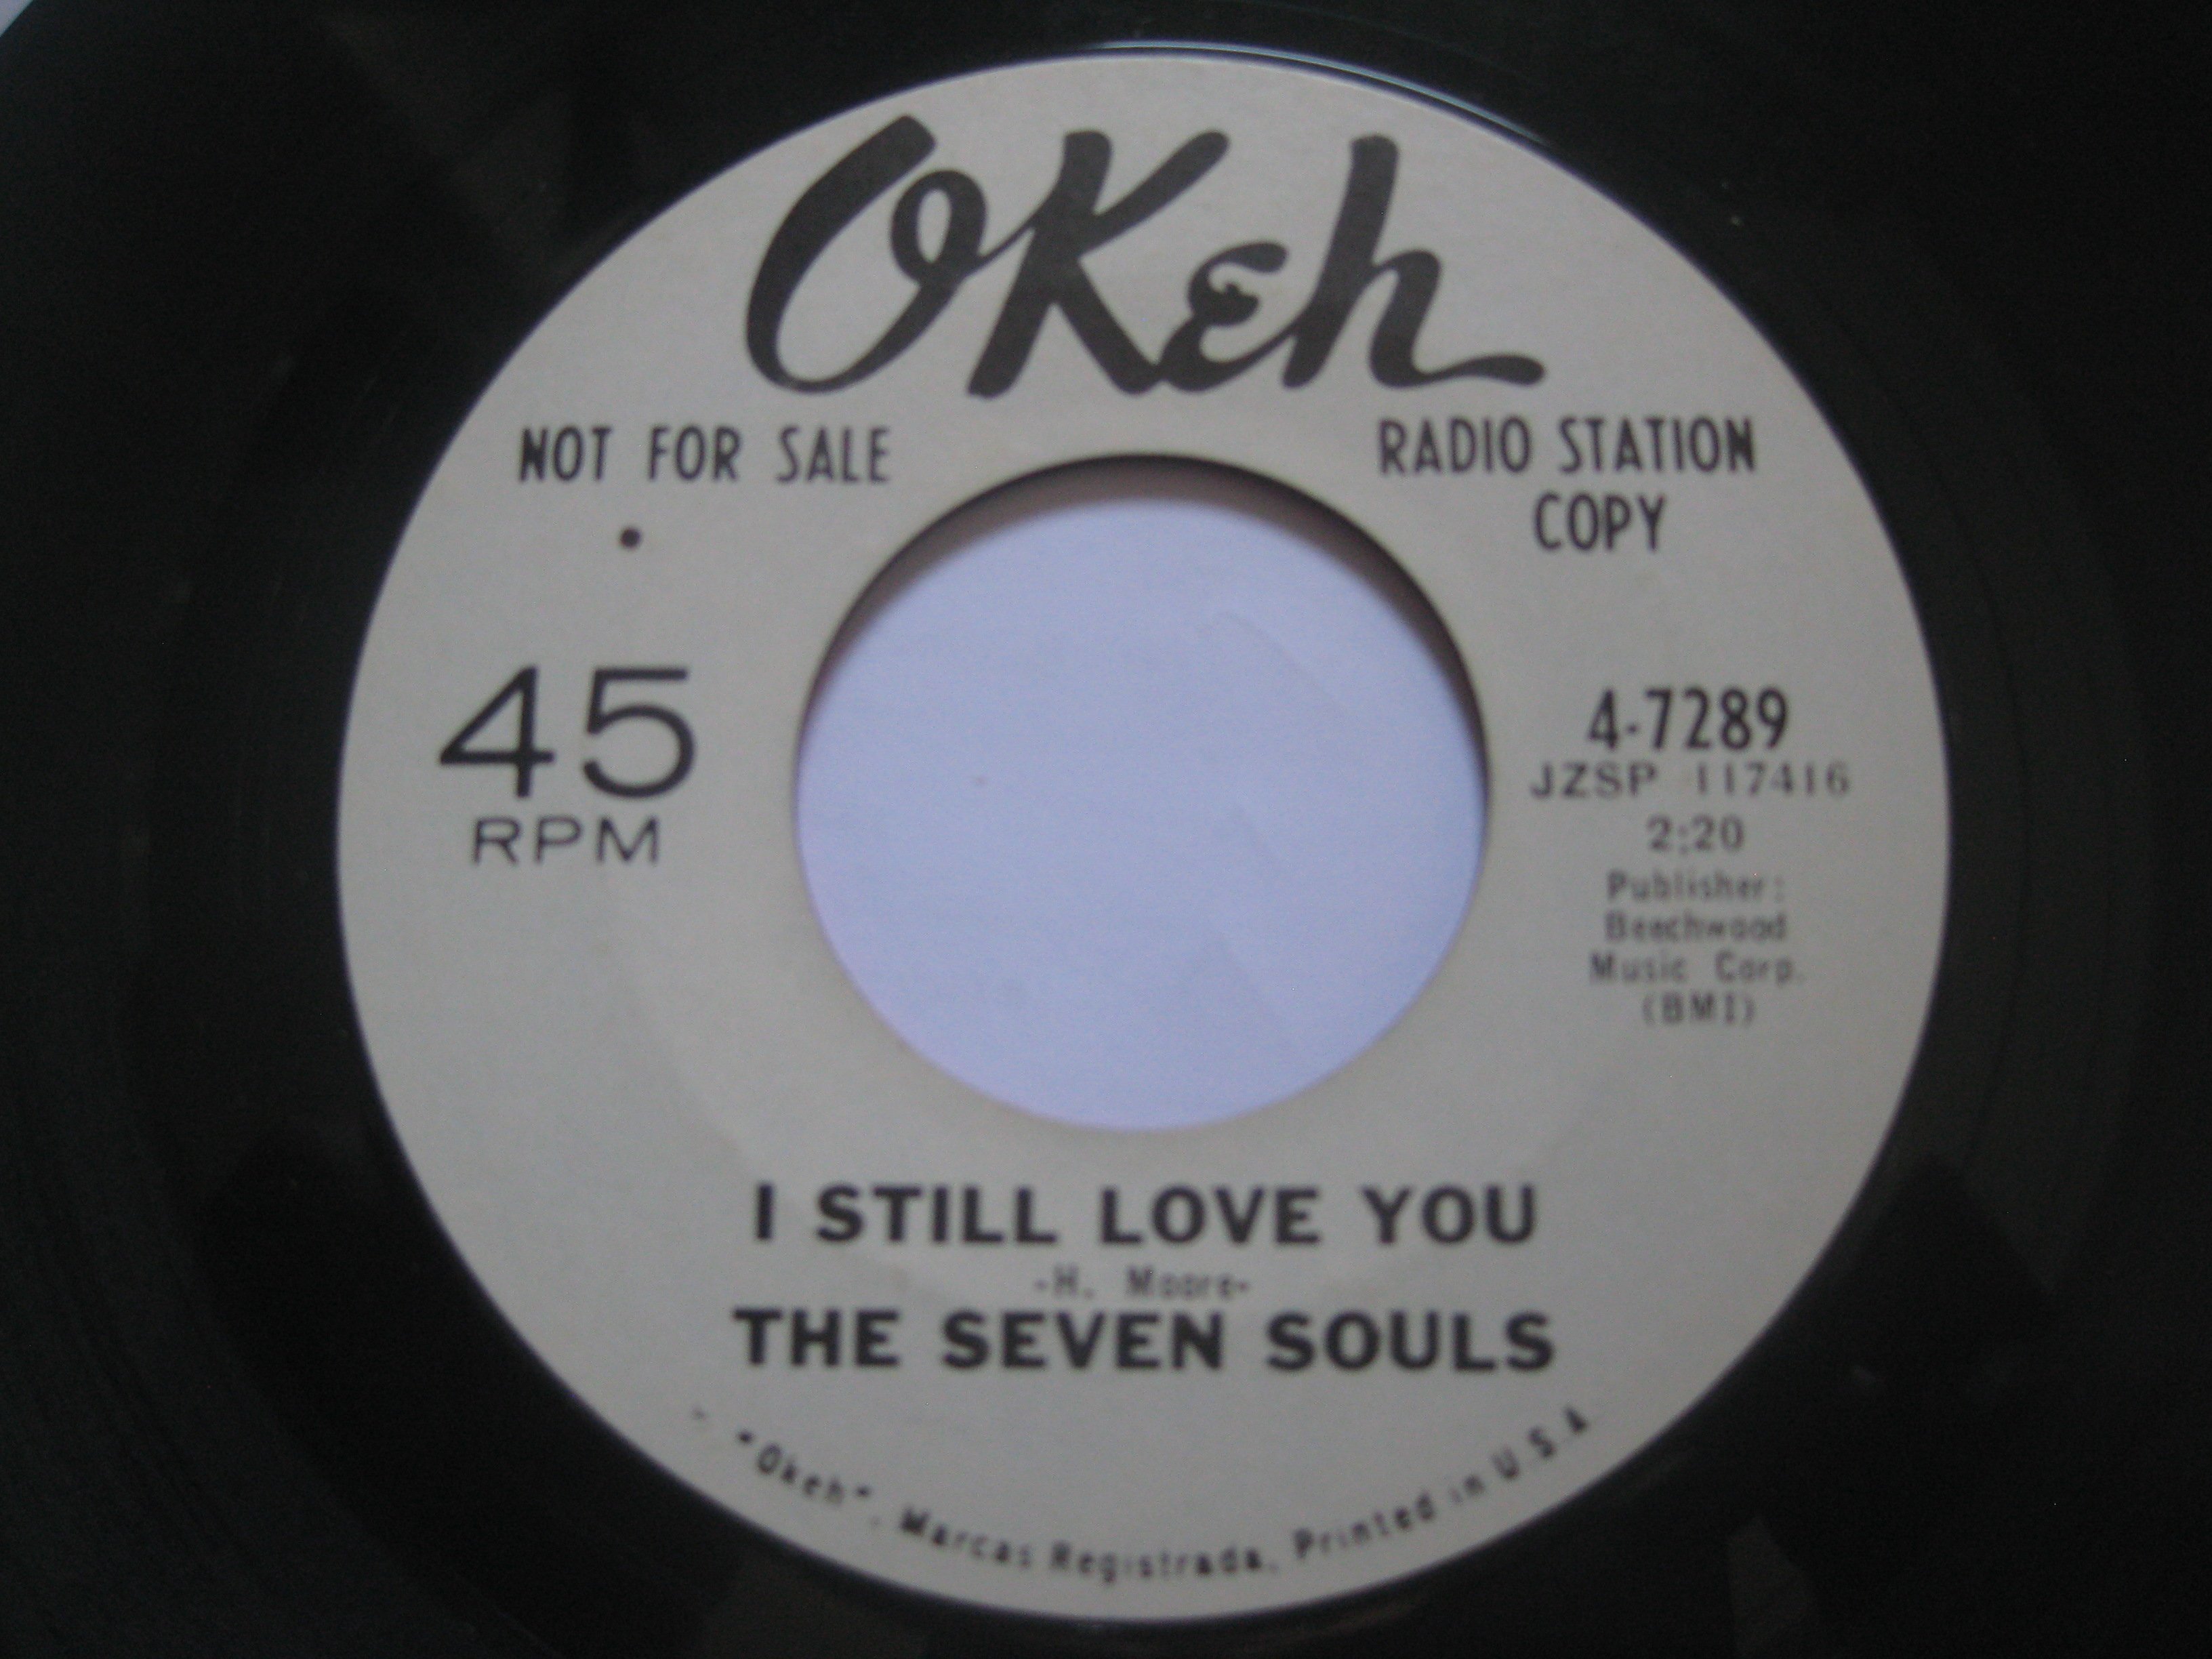 OKeh
NOT FOR SALE
RADIO STATION
COPY
45
RPM
4-7289
JZSP 117416
2:20
Publisher:
Beechwood
Music Corp.
(BMI)
I STILL LOVE YOU
-H. Moore-
THE SEVEN SOULS
"Okeh", Marcas Registrada. Printed in U.S.A.